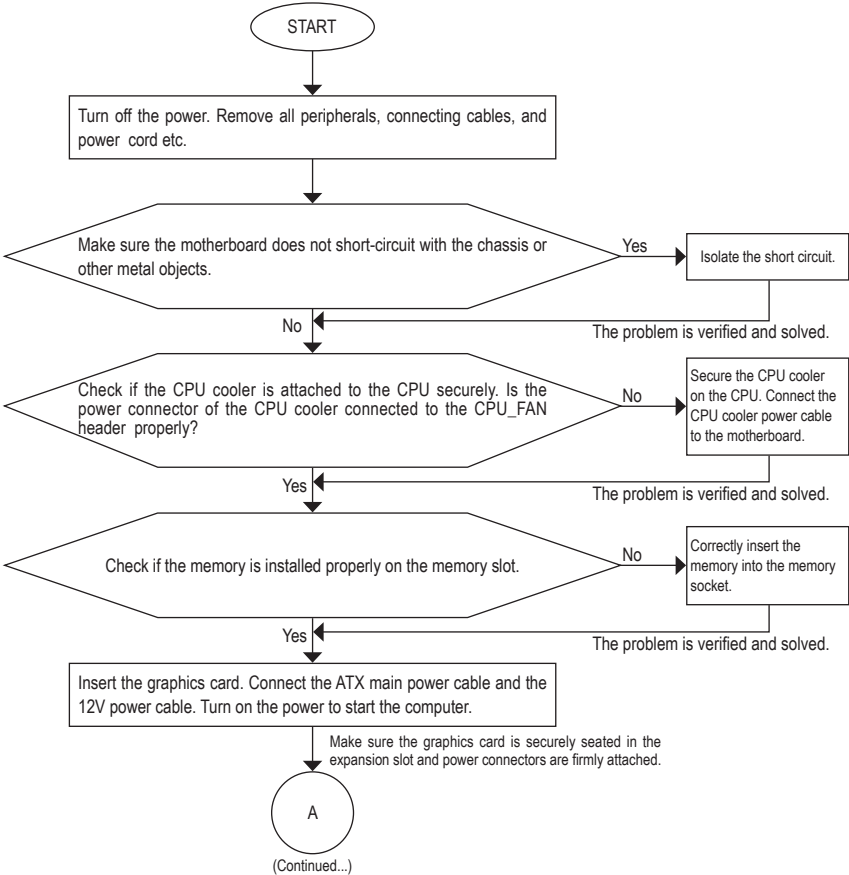 START
Turn off the power. Remove all peripherals, connecting cables, and
power cord etc.
Make sure the motherboard does not short-circuit with the chassis or
other metal objects.
Yes
Isolate the short circuit.
No
The problem is verified and solved.
Check if the CPU cooler is attached to the CPU securely. Is the
power connector of the CPU cooler connected to the CPU_FAN
header properly?
No
Secure the CPU cooler
on the CPU. Connect the
CPU cooler power cable
to the motherboard.
Yes
The problem is verified and solved.
Check if the memory is installed properly on the memory slot.
No
Correctly insert the
memory into the memory
socket.
Yes
The problem is verified and solved.
Insert the graphics card. Connect the ATX main power cable and the
12V power cable. Turn on the power to start the computer.
Make sure the graphics card is securely seated in the
expansion slot and power connectors are firmly attached.
A
(Continued...)